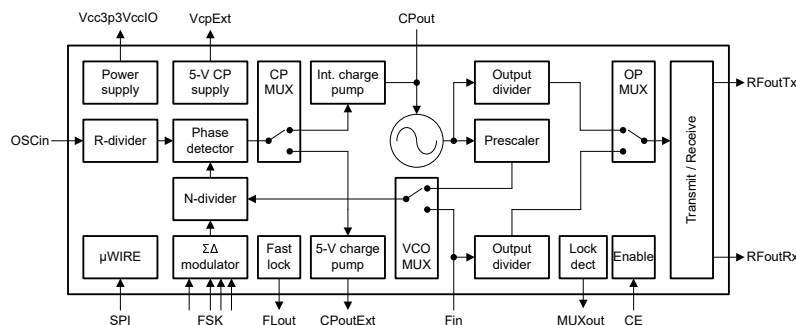 Vcc3p3VccIO
VcpExt
CPout
Power
supply
5-V CP
supply
CP
MUX
Int. charge
pump
Output
divider
OP
MUX
RFoutTx
OSCin
R-divider
Phase
detector
Prescaler
Transmit / Receive
N-divider
µWIRE
ΣΔ
modulator
Fast
lock
5-V charge
pump
VCO
MUX
Output
divider
Lock
dect
Enable
RFoutRx
SPI
FSK
FLout
CPoutExt
Fin
MUXout
CE